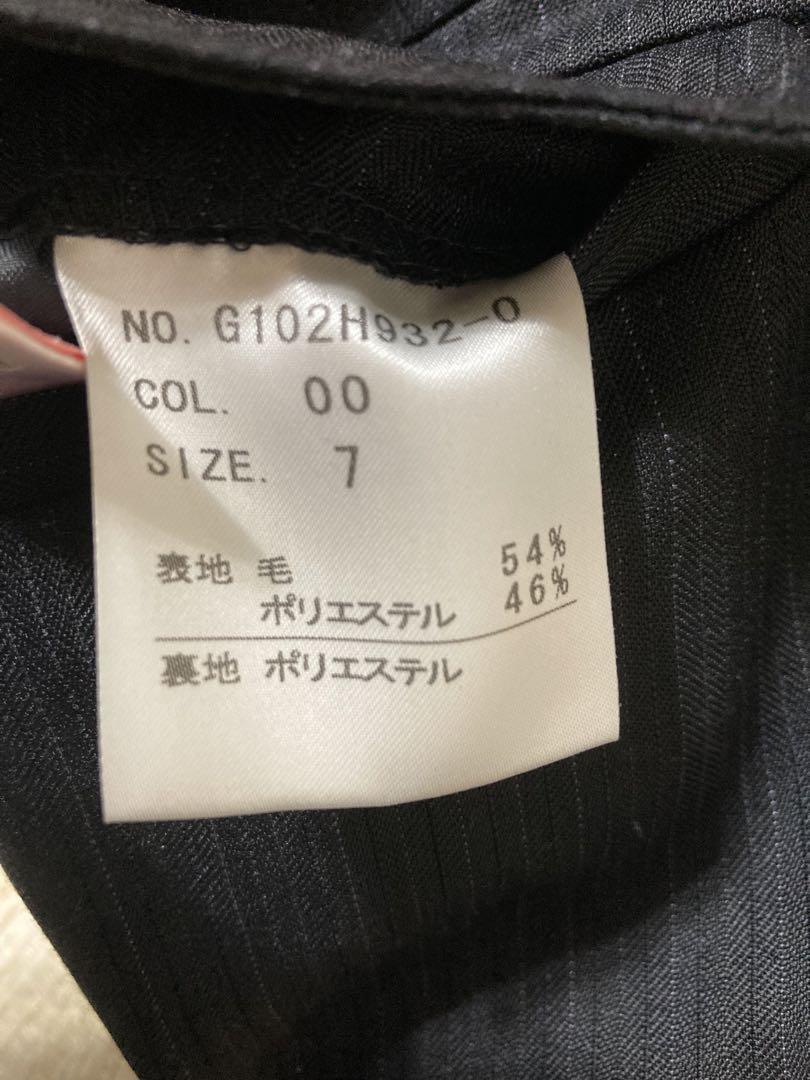 NO. G102H932-0
COL. 00
SIZE. 7
表地 毛 54%
ポリエステル 46%
裏地 ポリエステル